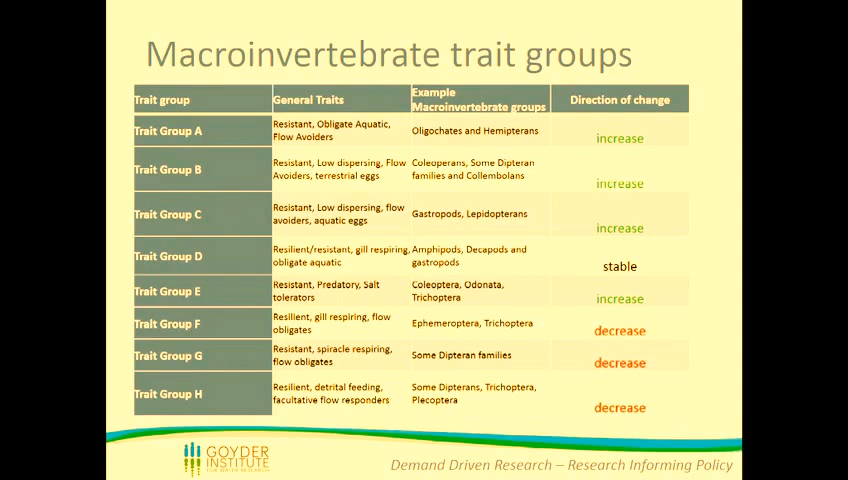 Macroinvertebrate trait groups
Trait group
General Traits
Example
Macroinvertebrate groups
Direction of change
Trait Group A
Resistant, Obligate Aquatic,
Flow Avoiders
Oligochates and Hemipterans
increase
Trait Group B
Resistant, Low dispersing, Flow
Avoiders, terrestrial eggs
Coleoperans, Some Dipteran
families and Collembolans
increase
Trait Group C
Resistant, Low dispersing, flow
avoiders, aquatic eggs
Gastropods, Lepidopterans
increase
Trait Group D
Resilient/resistant, gill respiring,
obligate aquatic
Amphipods, Decapods and
gastropods
stable
Trait Group E
Resistant, Predatory, Salt
tolerators
Coleoptera, Odonata,
Trichoptera
increase
Trait Group F
Resilient, gill respiring, flow
obligates
Ephemeroptera, Trichoptera
decrease
Trait Group G
Resistant, spiracle respiring,
flow obligates
Some Dipteran families
decrease
Trait Group H
Resilient, detrital feeding,
facultative flow responders
Some Dipterans, Trichoptera,
Plecoptera
decrease
GOYDER
INSTITUTE
FOR WATER RESEARCH
Demand Driven Research – Research Informing Policy